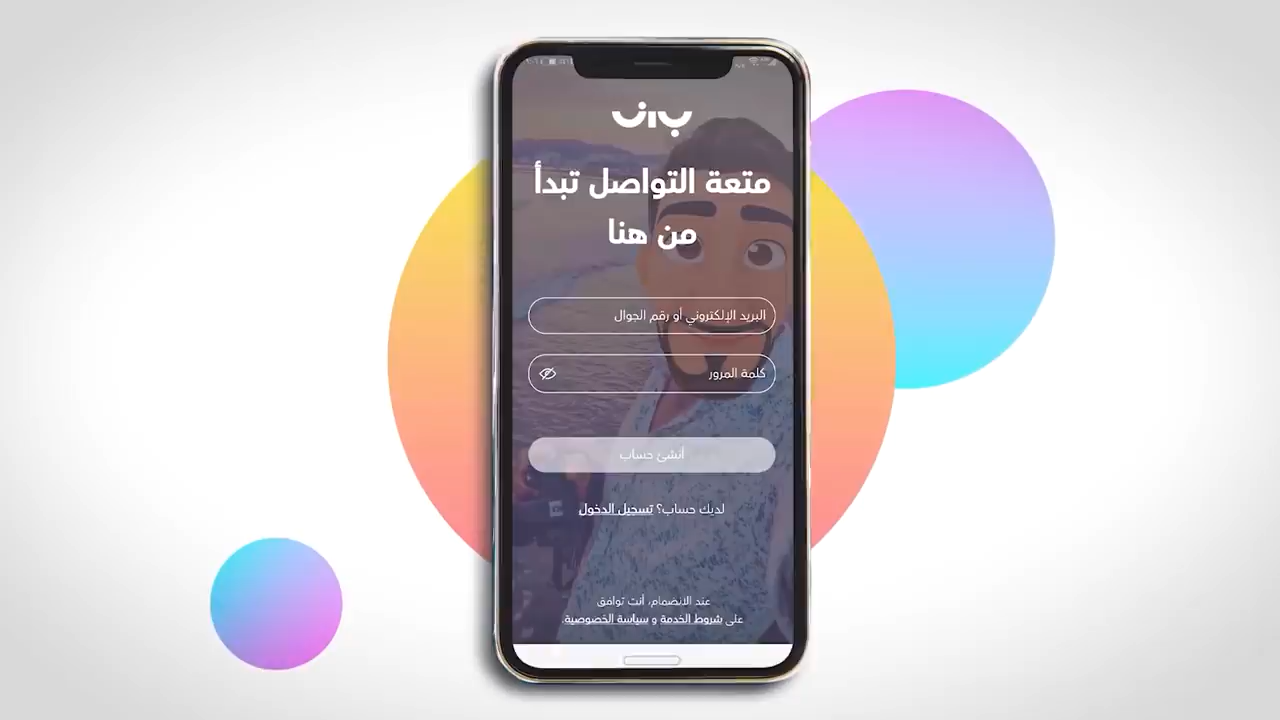 باز
متعة التواصل تبدأ
من هنا
البريد الإلكتروني أو رقم الجوال
كلمة المرور
أنشئ حساب
لديك حساب؟ تسجيل الدخول
عند الانضمام، أنت توافق
على شروط الخدمة و سياسة الخصوصية.